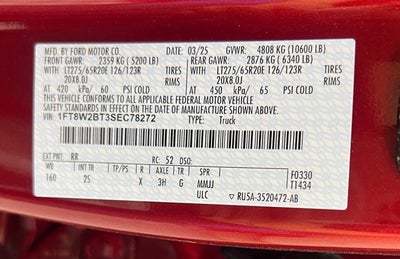 MFD. BY FORD MOTOR CO.
03/25 GVWR: 4808 KG (10600 LB)
FRONT GAWR: 2359 KG ( 5200 LB) REAR GAWR: 2876 KG ( 6340 LB)
LT275/65R20E 126/123R TIRES LT275/65R20E 126/123R TIRES
20X8.0J RIMS 20X8.0J RIMS
AT 420 kPa/ 60 PSI COLD AT 450 kPa/ 65 PSI COLD
THIS VEHICLE CONFORMS TO ALL APPLICABLE FEDERAL MOTOR VEHICLE
SAFETY STANDARDS IN EFFECT ON THE DATE OF MANUFACTURE SHOWN ABOVE.
VIN: 1FT8W2BT3SEC78272 TYPE: Truck
EXT PNT: RR RC: 52 DSO:
WB INT TR TP/PS R AXLE TR SPR F0330
160 2S X 3H G MMJJ T1434
ULC RU5A-3520472-AB